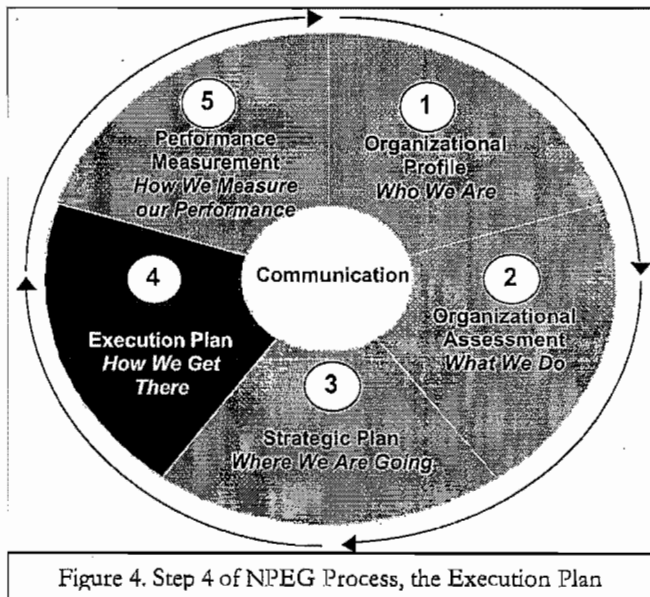 5
Performance
Measurement
How We Measure
our Performance
1
Organizational
Profile
Who We Are
2
Organizational
Assessment
What We Do
3
Strategic Plan
Where We Are Going
4
Execution Plan
How We Get
There
Communication
Figure 4. Step 4 of NPEG Process, the Execution Plan